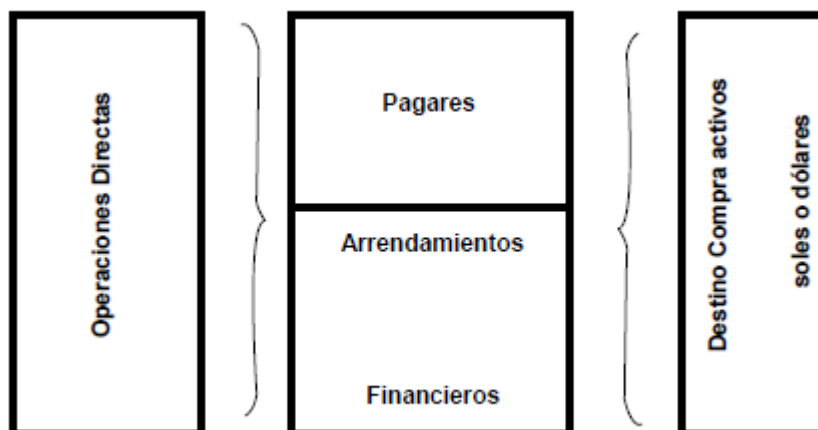 Operaciones Directas
Pagares
Arrendamientos
Financieros
Destino Compra activos
soles o dólares